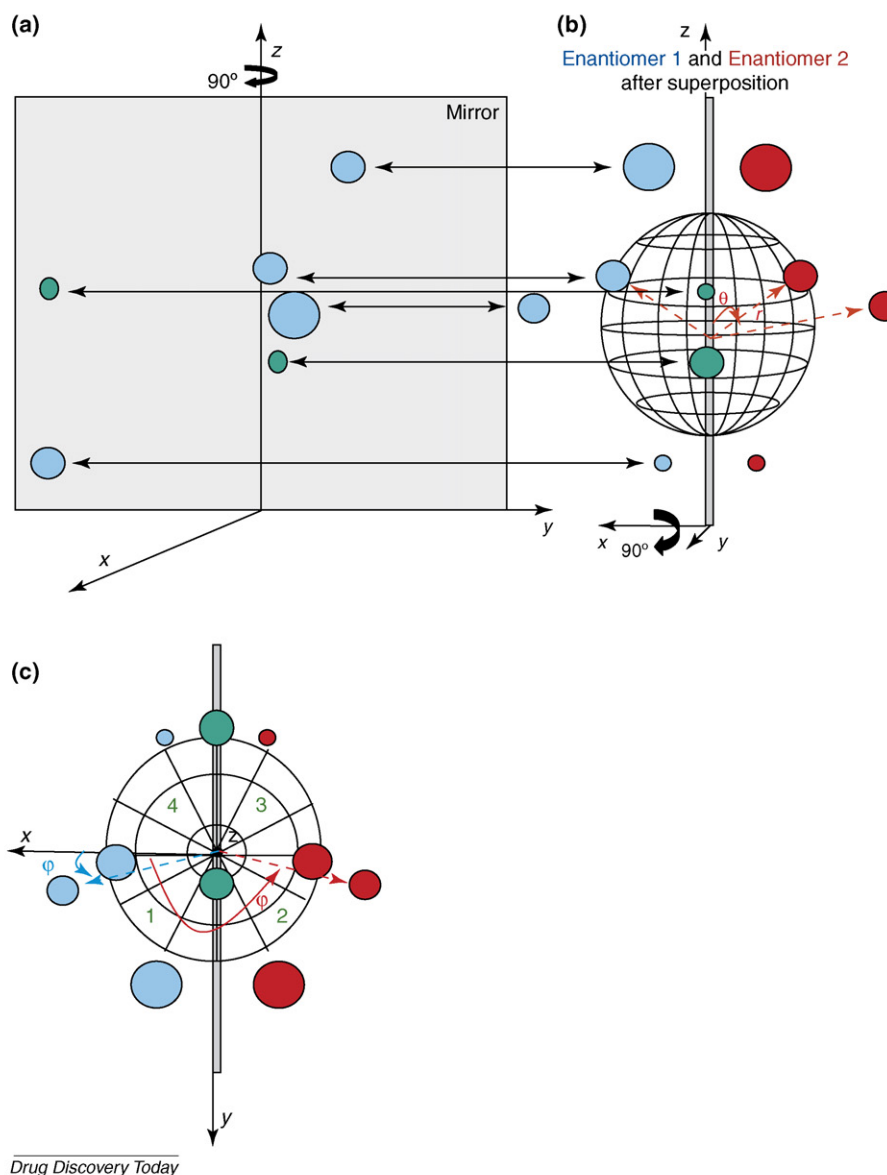 (a)
z
90º
Mirror
y
x
(b)
z
Enantiomer 1 and Enantiomer 2
after superposition
θ
r
x
90º
y
(c)
4
3
x
z
φ
φ
1
2
y
Drug Discovery Today